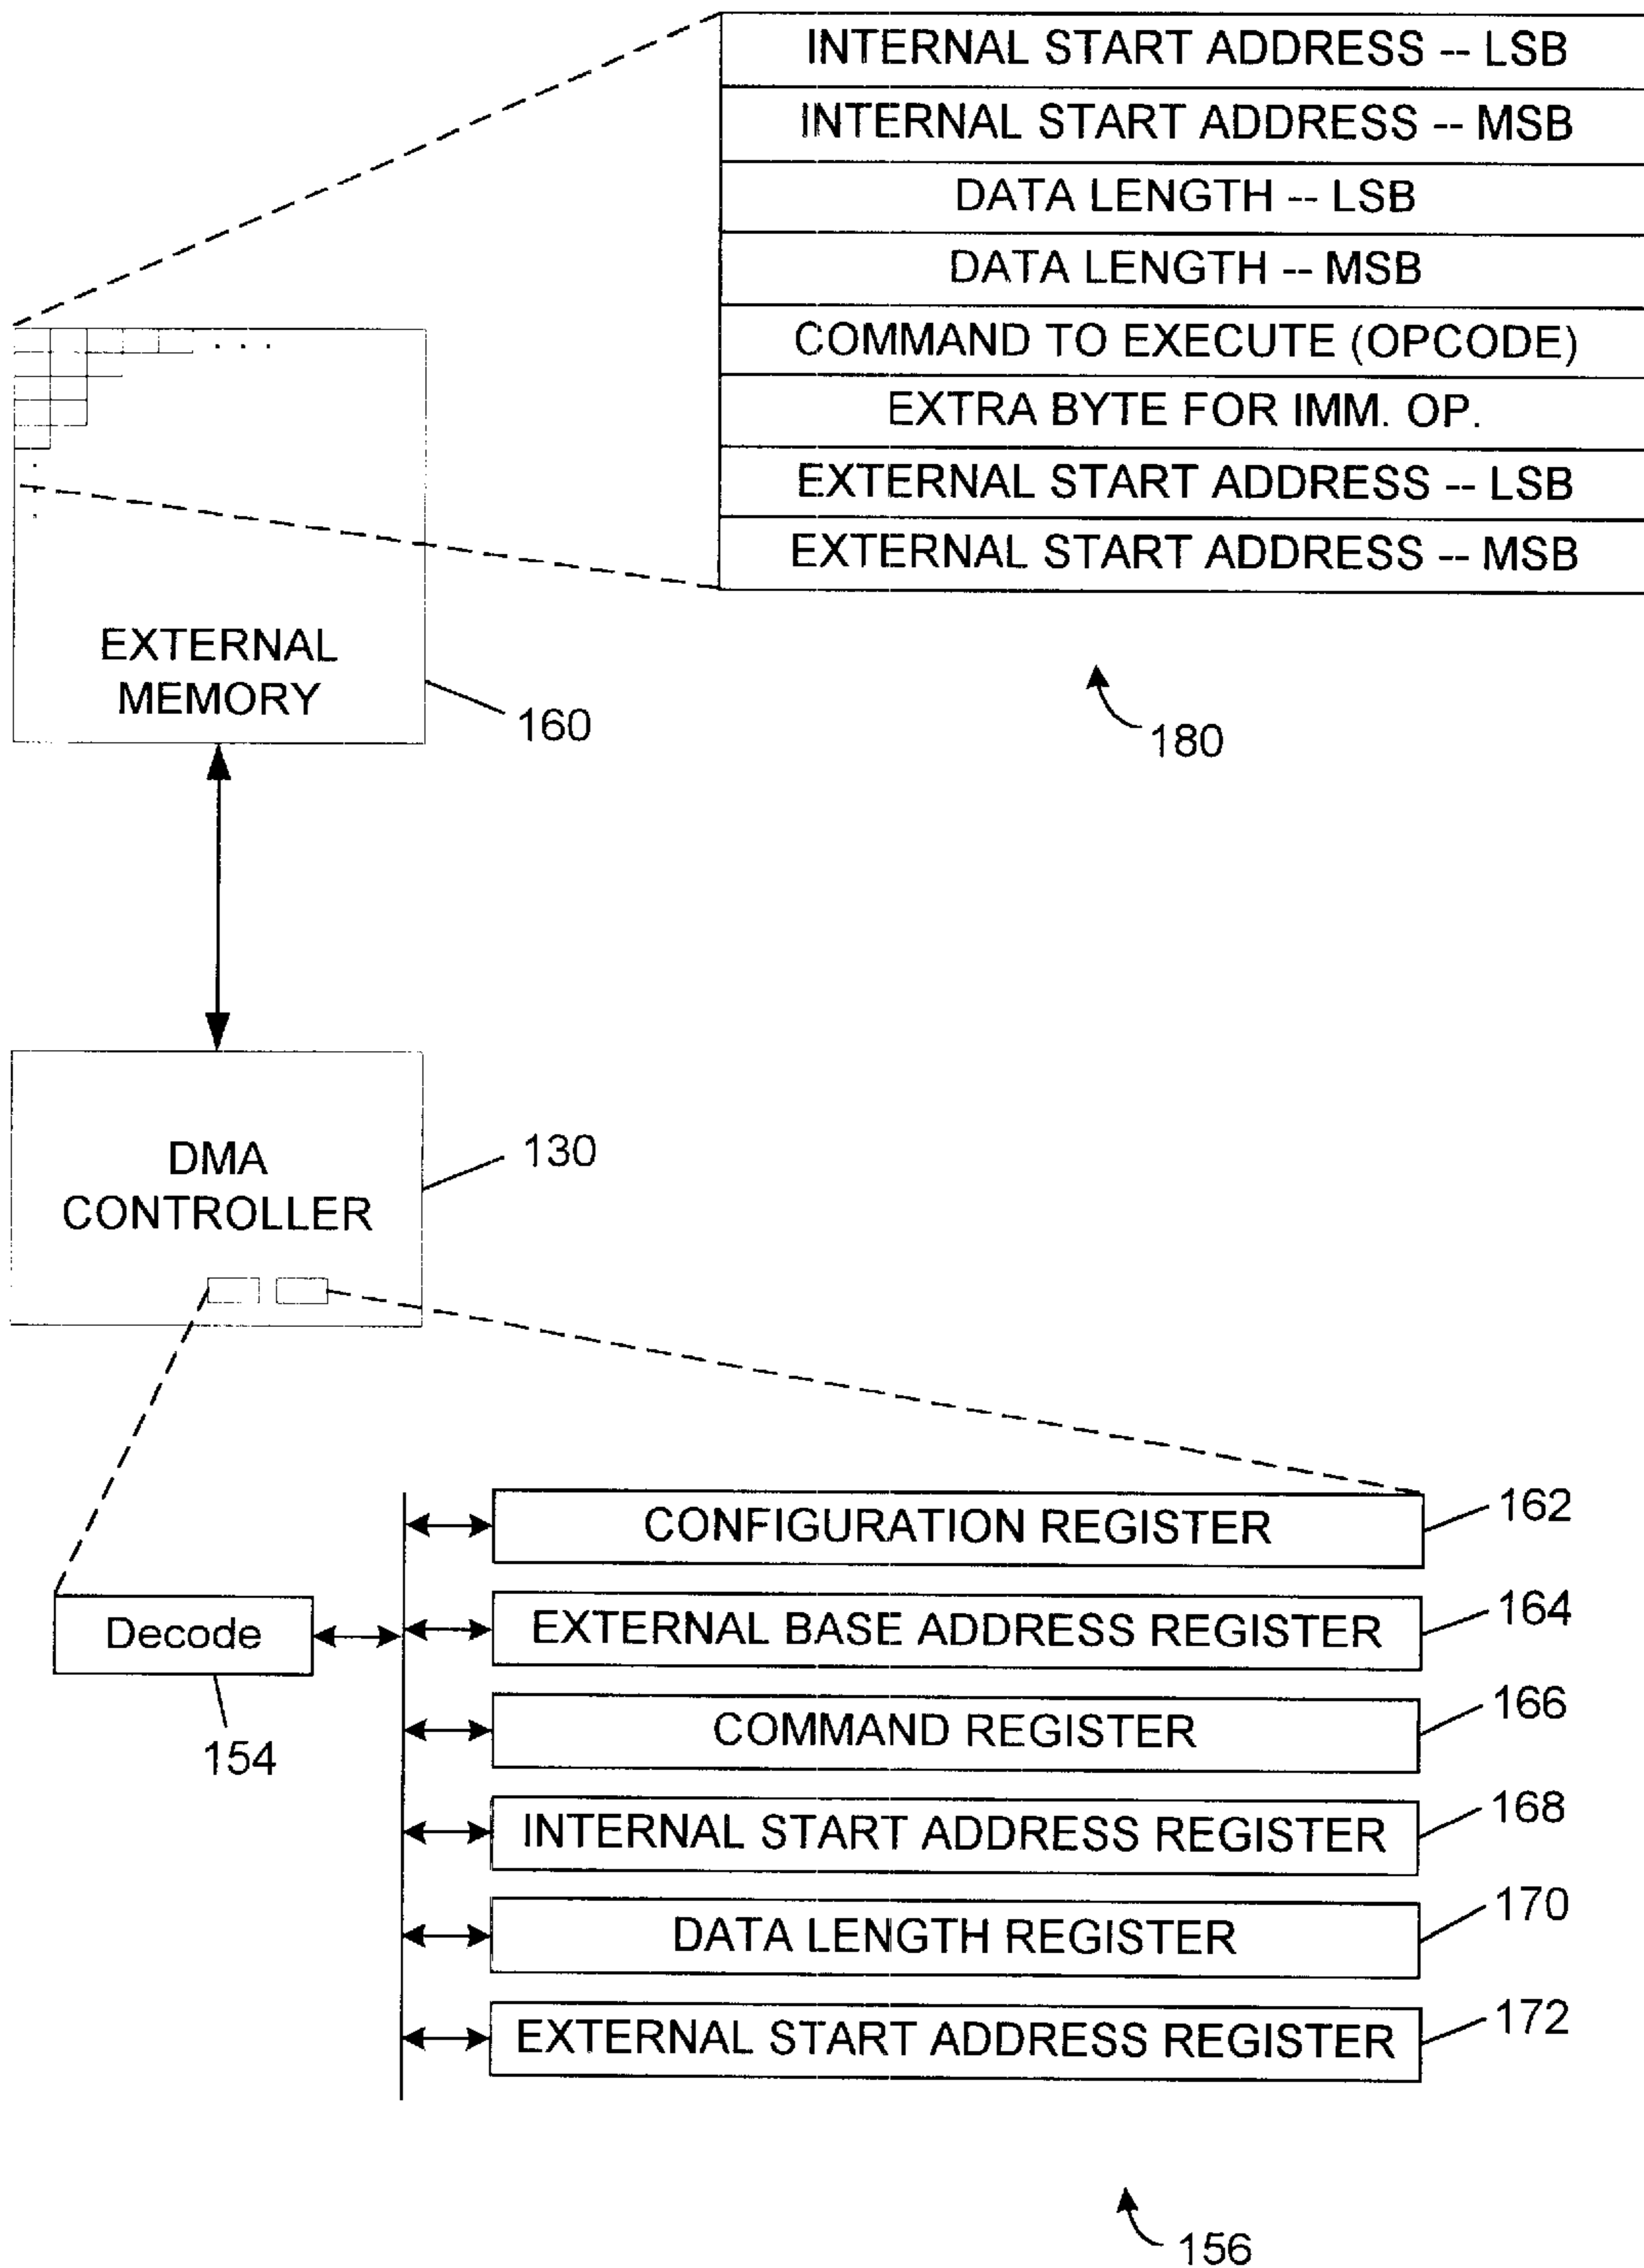 INTERNAL START ADDRESS -- LSB
INTERNAL START ADDRESS -- MSB
DATA LENGTH -- LSB
DATA LENGTH -- MSB
COMMAND TO EXECUTE (OPCODE)
EXTRA BYTE FOR IMM. OP.
EXTERNAL START ADDRESS -- LSB
EXTERNAL START ADDRESS -- MSB
180
EXTERNAL
MEMORY
160
DMA
CONTROLLER
130
CONFIGURATION REGISTER
162
Decode
154
EXTERNAL BASE ADDRESS REGISTER
164
COMMAND REGISTER
166
INTERNAL START ADDRESS REGISTER
168
DATA LENGTH REGISTER
170
EXTERNAL START ADDRESS REGISTER
172
156